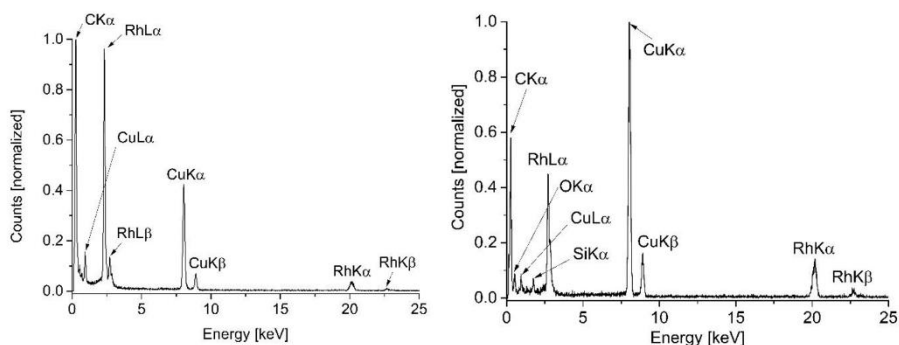 CKα
RhLα
CuLα
RhLβ
CuKα
CuKβ
RhKα
RhKβ
1.0
0.8
0.6
0.4
0.2
0.0
Counts [normalized]
0 5 10 15 20 25
Energy [keV]
CuKα
CKα
RhLα
OKα
CuLα
SiKα
CuKβ
RhKα
RhKβ
1.0
0.8
0.6
0.4
0.2
0.0
Counts [normalized]
0 5 10 15 20 25
Energy [keV]